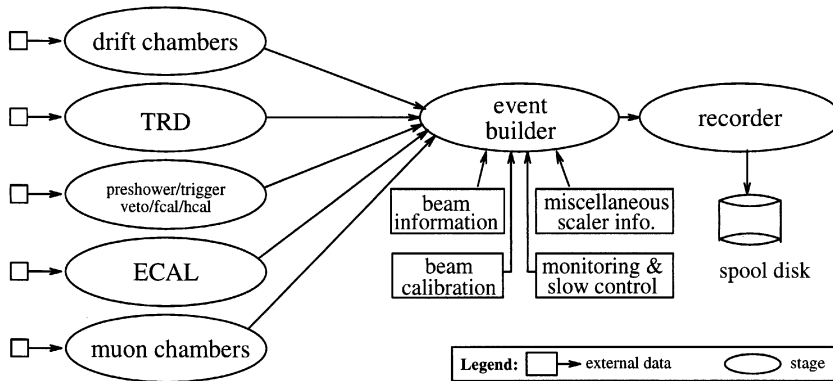 drift chambers
TRD
preshower/trigger
veto/fcal/hcal
ECAL
muon chambers
event
builder
recorder
beam
information
miscellaneous
scaler info.
beam
calibration
monitoring &
slow control
spool disk
Legend:
external data
stage